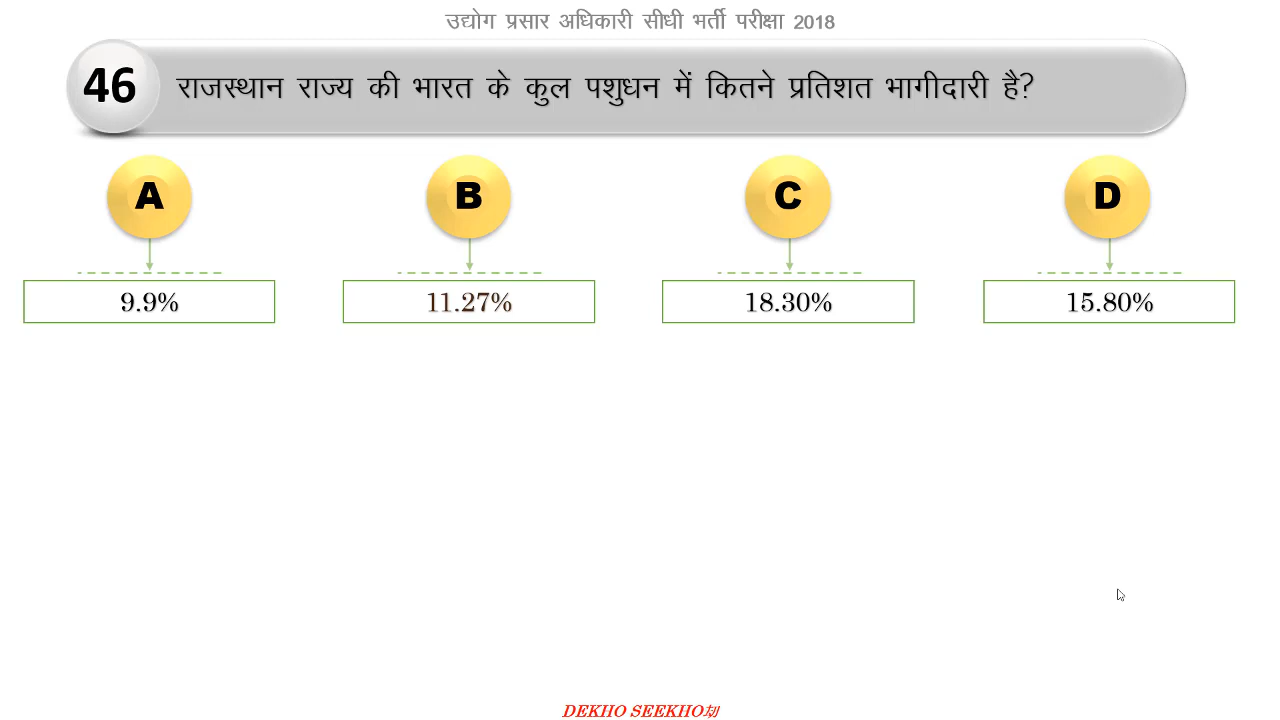 उद्योग प्रसार अधिकारी सीधी भर्ती परीक्षा 2018
46 राजस्थान राज्य की भारत के कुल पशुधन में कितने प्रतिशत भागीदारी है?
A B C D
9.9% 11.27% 18.30% 15.80%
DEKHO SEEKHO